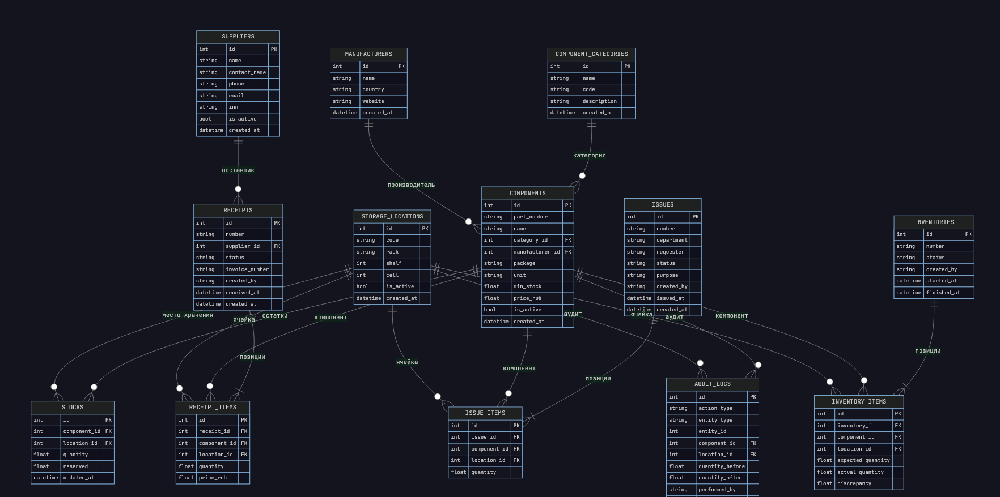 SUPPLIERS
int id PK
string name
string contact_name
string phone
string email
string inn
bool is_active
datetime created_at
MANUFACTURERS
int id PK
string name
string country
string website
datetime created_at
COMPONENT_CATEGORIES
int id PK
string name
string code
string description
datetime created_at
поставщик
производитель
категория
RECEIPTS
int id PK
string number
int supplier_id FK
string status
string invoice_number
string created_by
datetime received_at
datetime created_at
STORAGE_LOCATIONS
int id PK
string code
string rack
int shelf
int cell
bool is_active
datetime created_at
COMPONENTS
int id PK
string part_number
string name
int category_id FK
int manufacturer_id FK
string package
string unit
float min_stock
float price_rub
bool is_active
datetime created_at
ISSUES
int id PK
string number
string department
string requester
string status
string purpose
string created_by
datetime issued_at
datetime created_at
INVENTORIES
int id PK
string number
string status
string created_by
datetime started_at
datetime finished_at
место хранения
ячейка
остатки
компонент
аудит
ячейка
аудит
компонент
позиции
ячейка
компонент
позиции
позиции
STOCKS
int id PK
int component_id FK
int location_id FK
float quantity
float reserved
datetime updated_at
RECEIPT_ITEMS
int id PK
int receipt_id FK
int component_id FK
int location_id FK
float quantity
float price_rub
ISSUE_ITEMS
int id PK
int issue_id FK
int component_id FK
int location_id FK
float quantity
AUDIT_LOGS
int id PK
string action_type
string entity_type
int entity_id
int component_id FK
int location_id FK
float quantity_before
float quantity_after
string performed_by
INVENTORY_ITEMS
int id PK
int inventory_id FK
int component_id FK
int location_id FK
float expected_quantity
float actual_quantity
float discrepancy